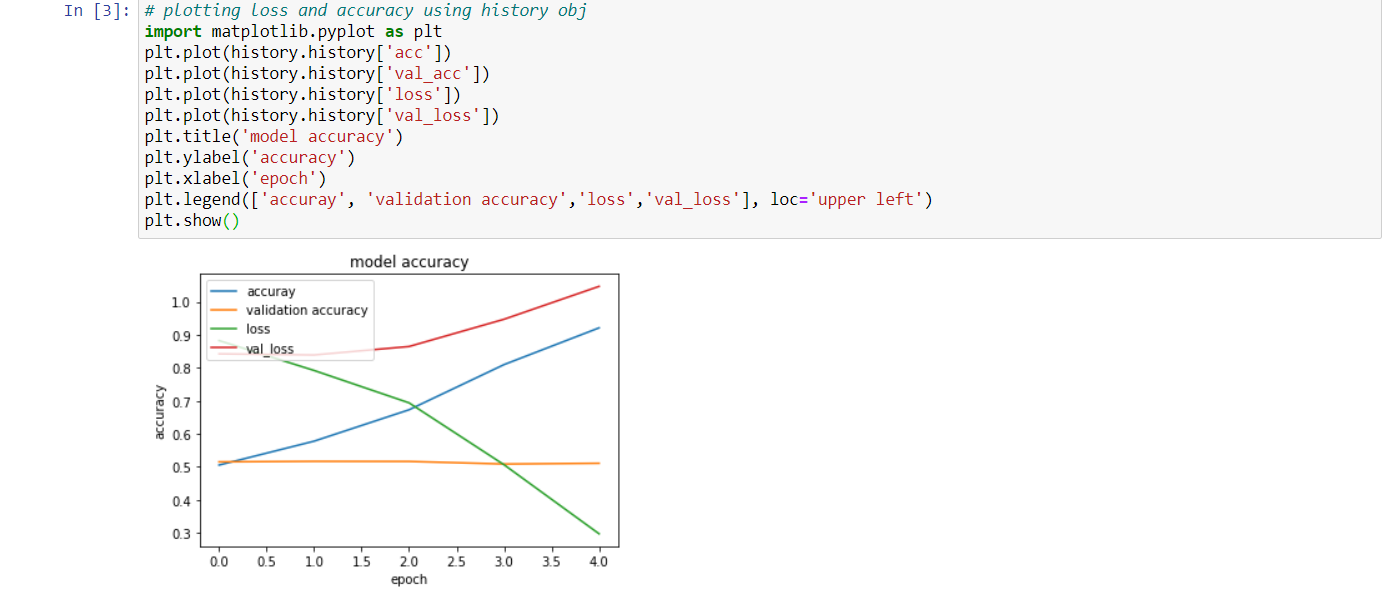 In [3]: # plotting loss and accuracy using history obj
import matplotlib.pyplot as plt
plt.plot(history.history['acc'])
plt.plot(history.history['val_acc'])
plt.plot(history.history['loss'])
plt.plot(history.history['val_loss'])
plt.title('model accuracy')
plt.ylabel('accuracy')
plt.xlabel('epoch')
plt.legend(['accuray', 'validation accuracy','loss','val_loss'], loc='upper left')
plt.show()
model accuracy
accuray
validation accuracy
loss
val_loss
1.0
0.9
0.8
0.7
0.6
0.5
0.4
0.3
accuracy
0.0 0.5 1.0 1.5 2.0 2.5 3.0 3.5 4.0
epoch